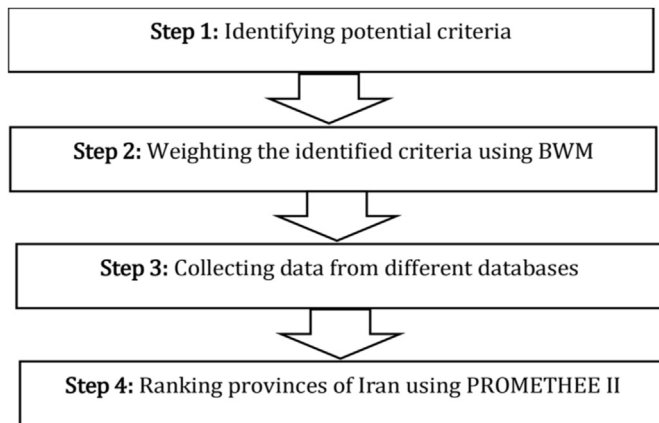 Step 1: Identifying potential criteria
Step 2: Weighting the identified criteria using BWM
Step 3: Collecting data from different databases
Step 4: Ranking provinces of Iran using PROMETHEE II